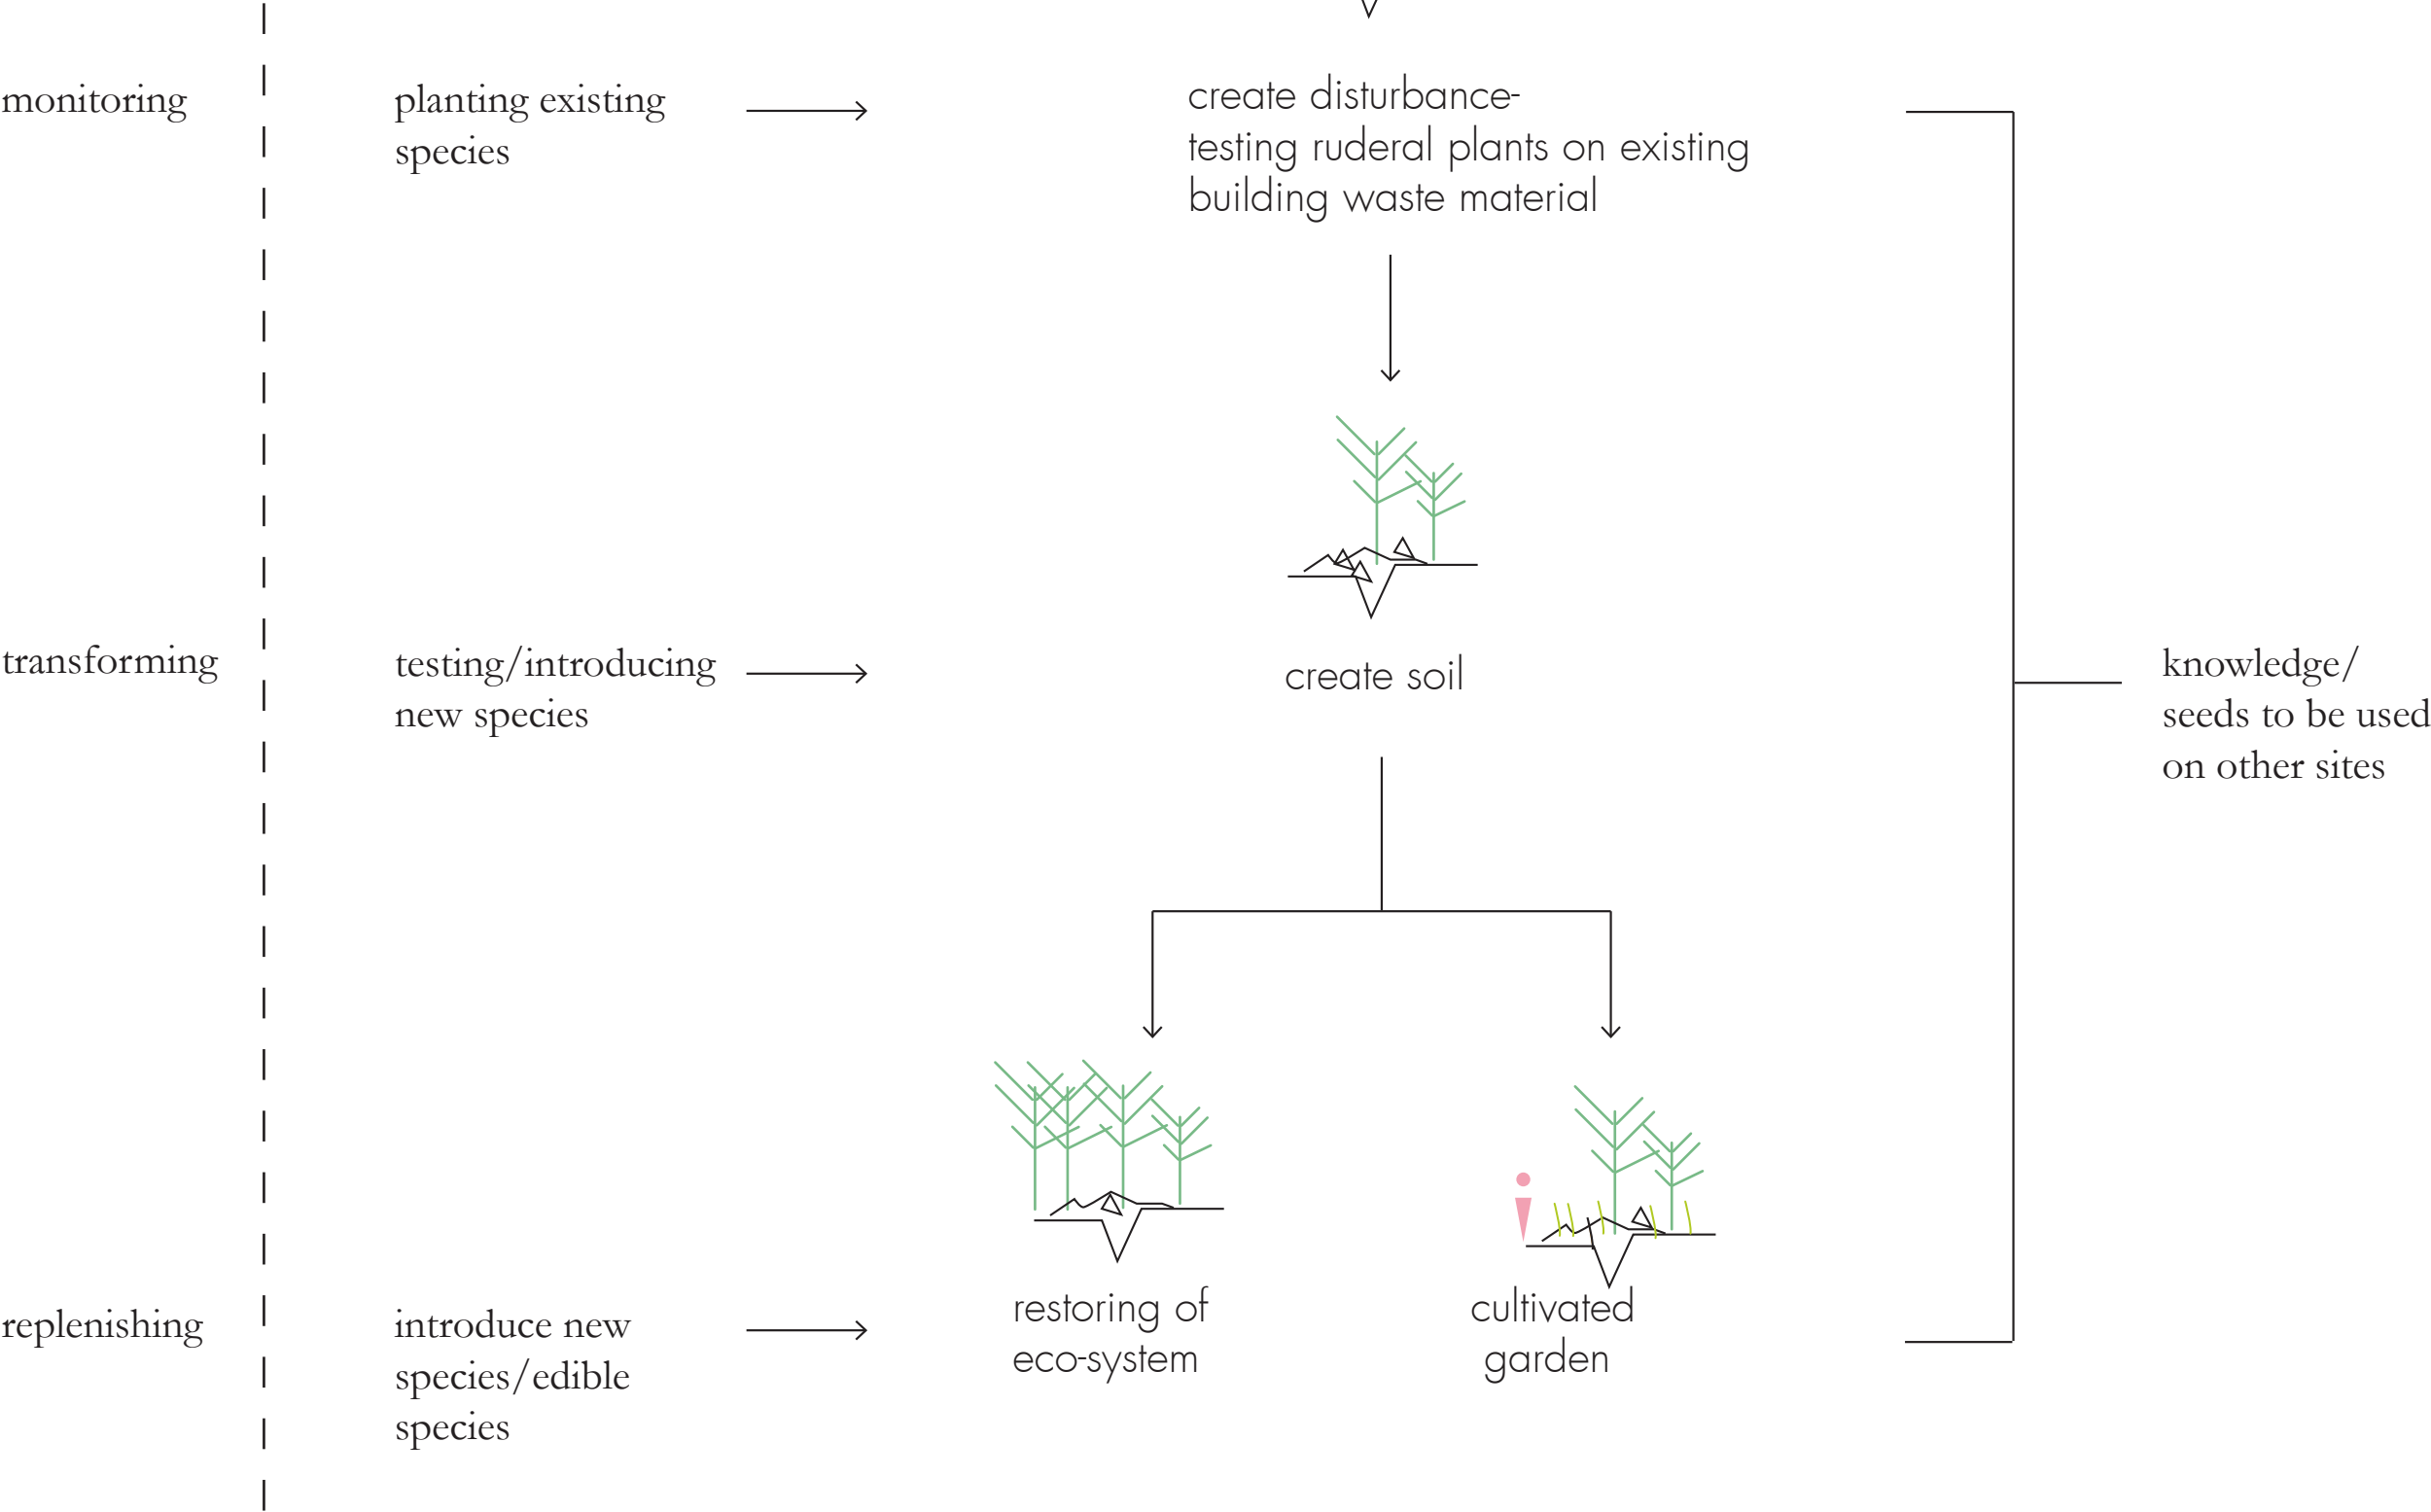 monitoring
planting existing
species
create disturbance-
testing ruderal plants on existing
building waste material
transforming
testing/introducing
new species
create soil
knowledge/
seeds to be used
on other sites
replenishing
introduce new
species/edible
species
restoring of
eco-system
cultivated
garden